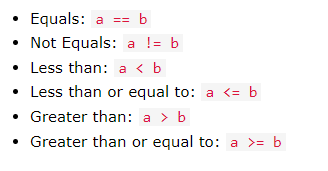 • Equals: a == b
• Not Equals: a != b
• Less than: a < b
• Less than or equal to: a <= b
• Greater than: a > b
• Greater than or equal to: a >= b